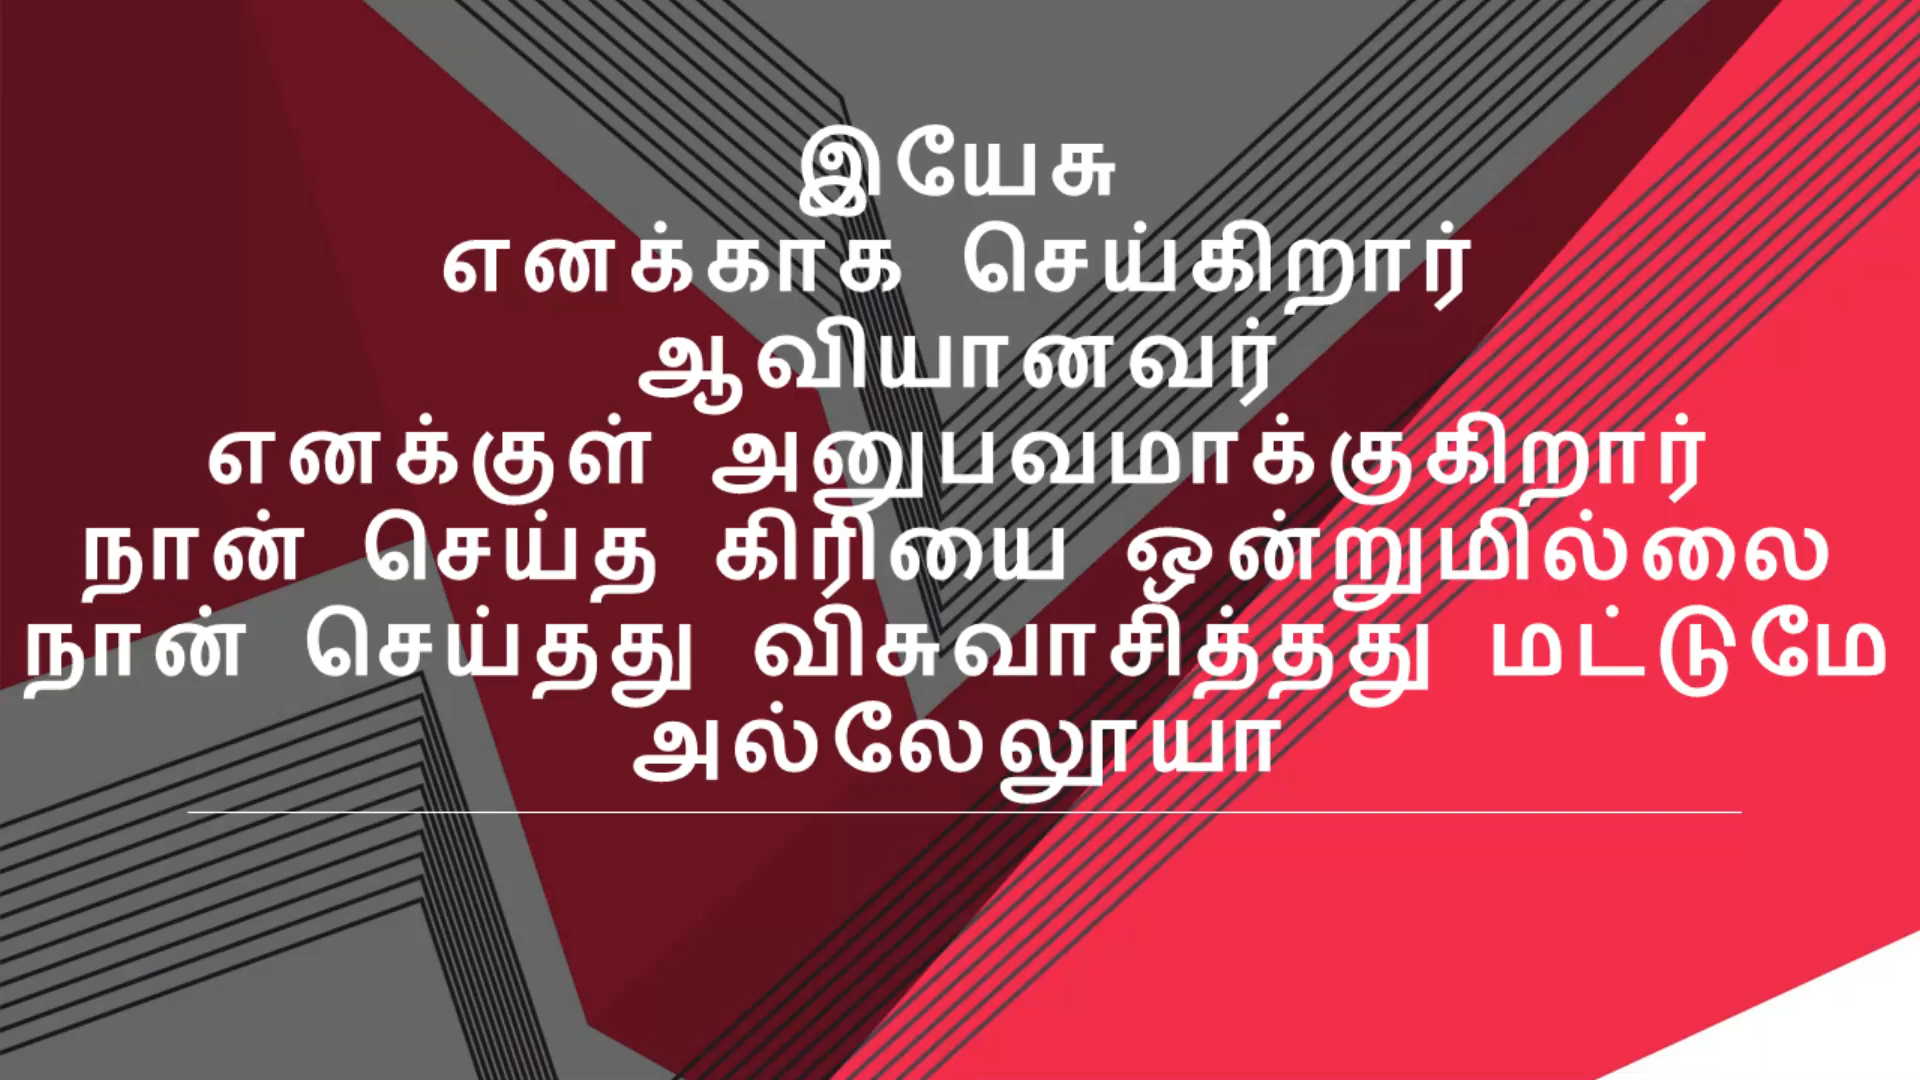 இயேசு
எனக்காக செய்கிறார்
ஆவியானவர்
எனக்குள் அனுபவமாக்குகிறார்
நான் செய்த கிரியை ஒன்றுமில்லை
நான் செய்தது விசுவாசித்தது மட்டுமே
அல்லேலூயா